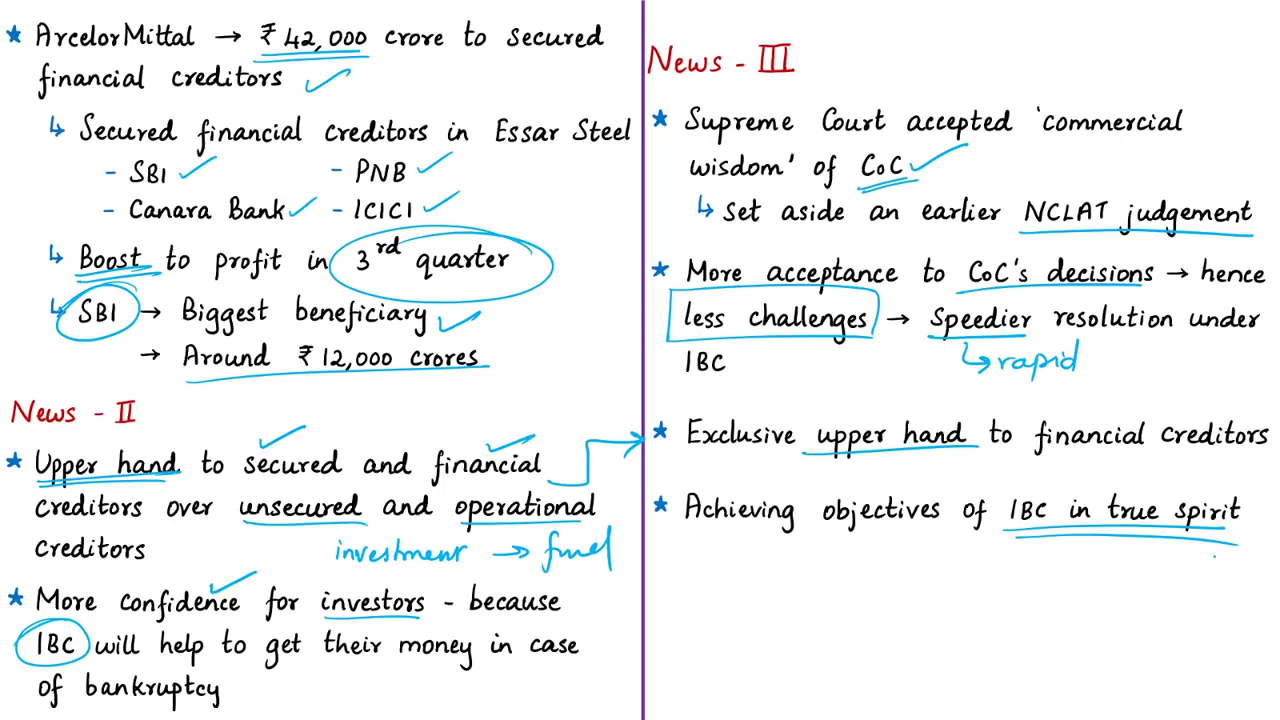 ★ ArcelorMittal → ₹ 42,000 crore to secured
financial creditors ✓
↳ Secured financial creditors in Essar Steel
- SBI ✓ - PNB ✓
- Canara Bank ✓ - ICICI ✓
↳ Boost to profit in 3rd quarter
↳ SBI → Biggest beneficiary ✓
→ Around ₹ 12,000 crores
News - II
★ Upper hand to secured and financial
creditors over unsecured and operational
creditors
investment → fuel
★ More confidence for investors - because
IBC will help to get their money in case
of bankruptcy
News - III
★ Supreme Court accepted 'commercial
wisdom' of CoC ✓
↳ Set aside an earlier NCLAT judgement
★ More acceptance to CoC's decisions → hence
less challenges → Speedier resolution under
↳ rapid
IBC
★ Exclusive upper hand to financial creditors
★ Achieving objectives of IBC in true spirit